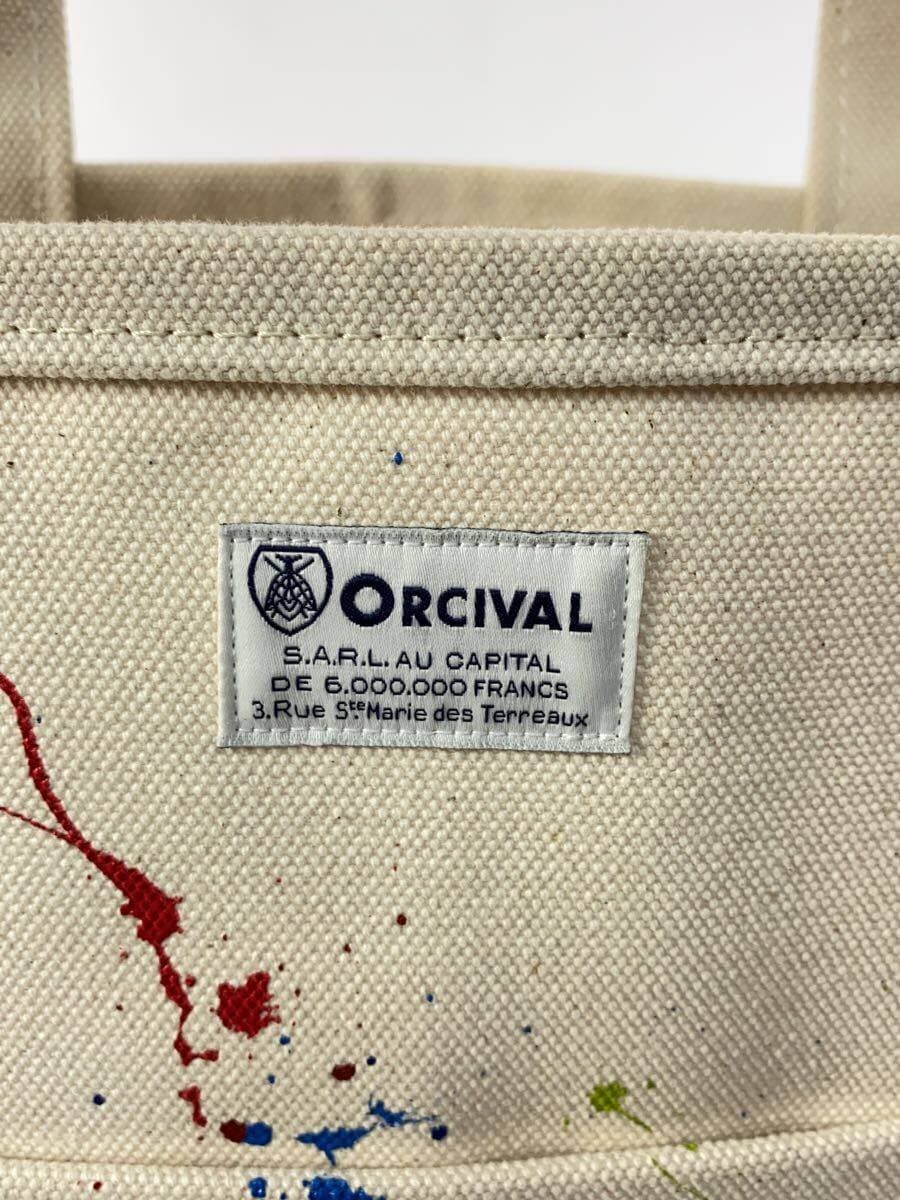 ORCIVAL
S.A.R.L. AU CAPITAL
DE 6.000.000 FRANCS
3. Rue Ste. Marie des Terreaux